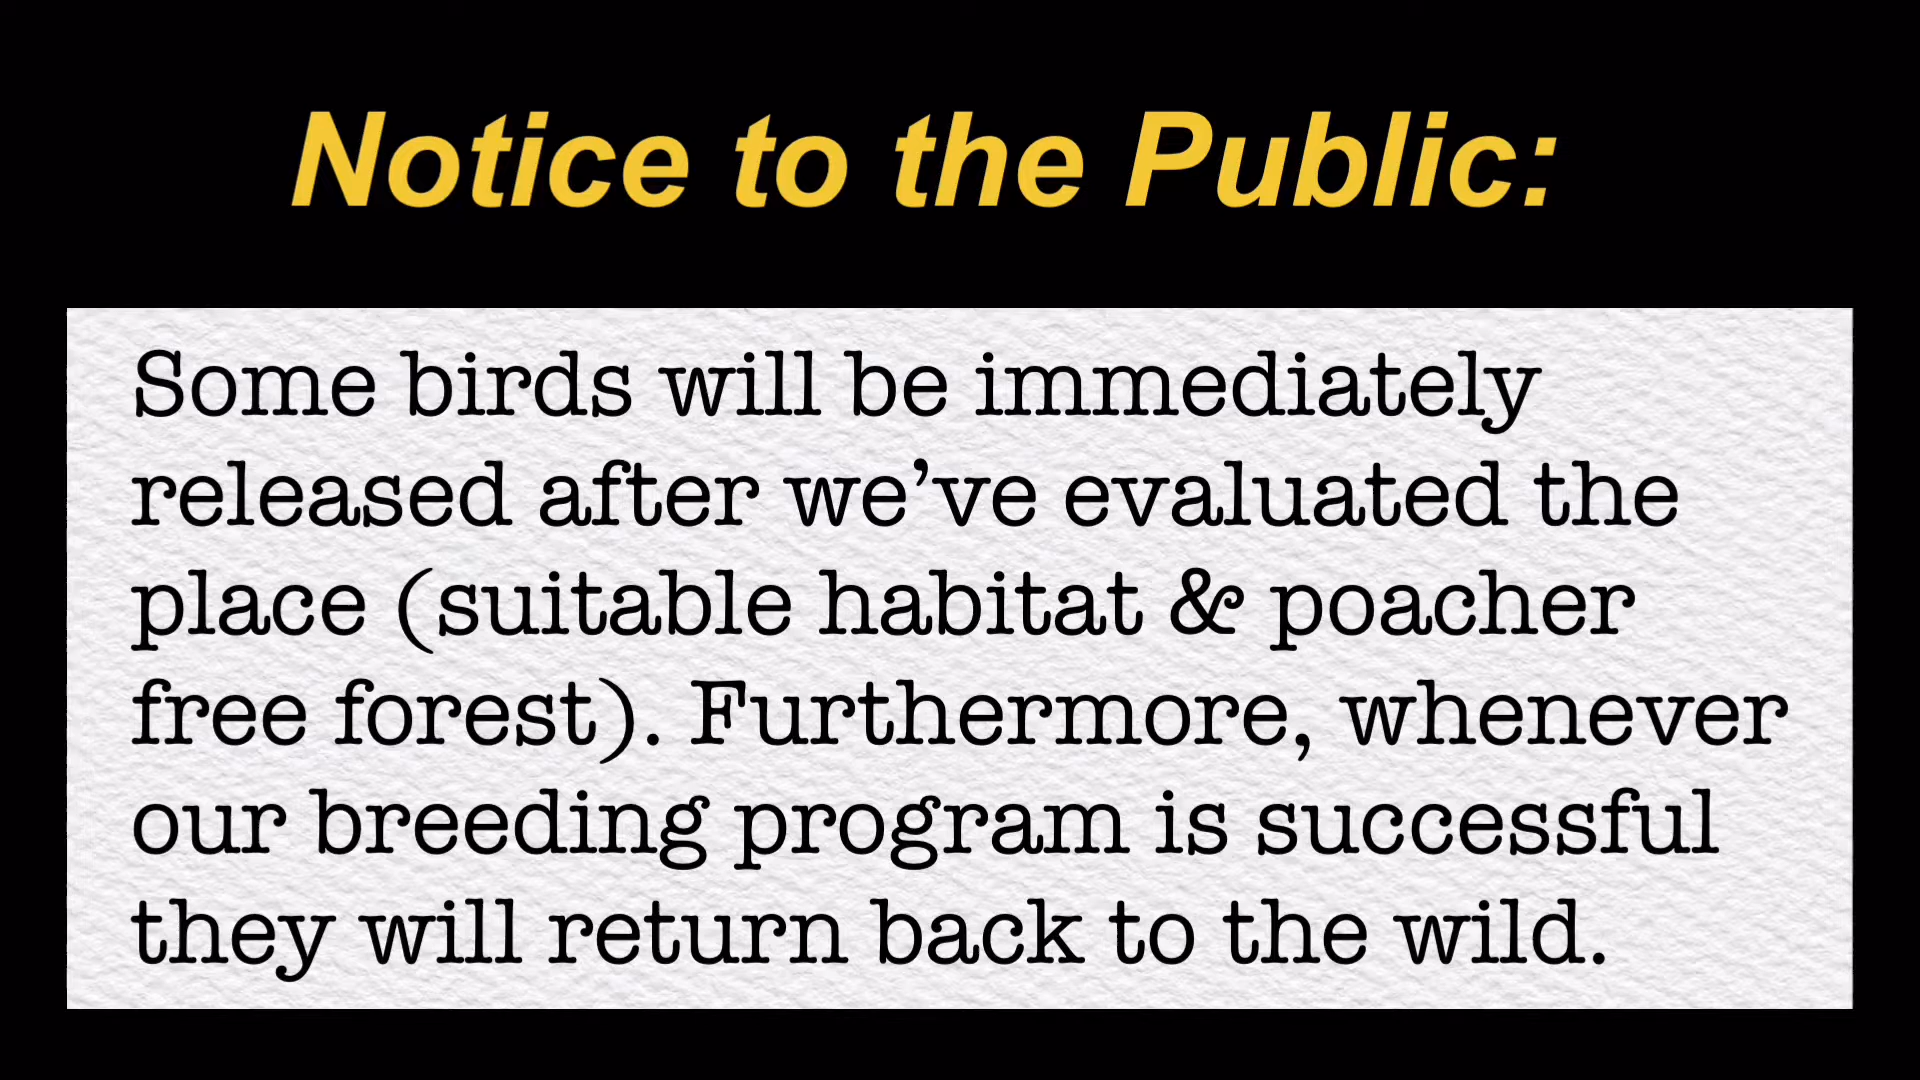 Notice to the Public:
Some birds will be immediately
released after we’ve evaluated the
place (suitable habitat & poacher
free forest). Furthermore, whenever
our breeding program is successful
they will return back to the wild.